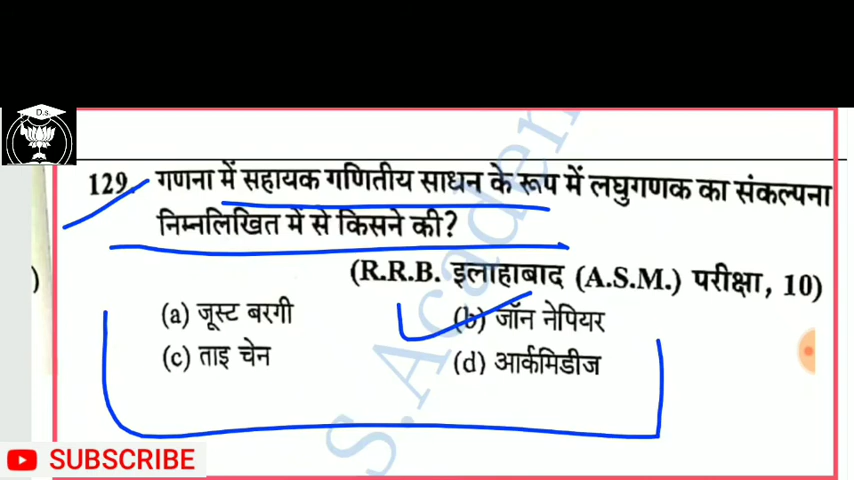 D.s.
129. गणना में सहायक गणितीय साधन के रूप में लघुगणक का संकल्पना
निम्नलिखित में से किसने की?
(R.R.B. इलाहाबाद (A.S.M.) परीक्षा, 10)
(a) जूस्ट बरगी
(b) जॉन नेपियर
(c) ताइ चेन
(d) आर्कमिडीज
)
S. Academ
SUBSCRIBE